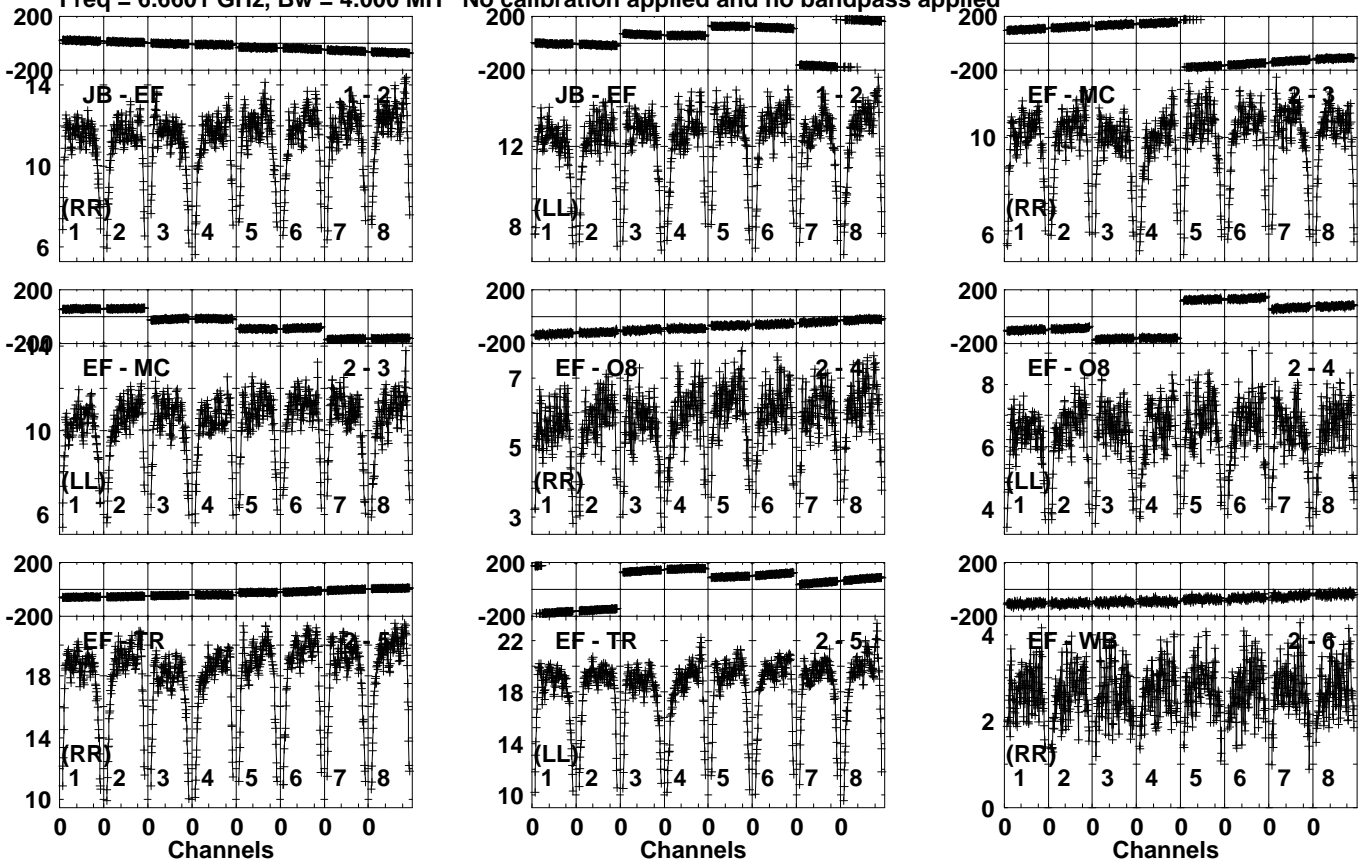 Freq = 6.6601 GHz, Bw = 4.000 MH No calibration applied and no bandpass applied
200 200 200
-200 -200 -200
14 JB - EF 1 - 2 JB - EF 1 - 2 EF - MC 2 - 3
12 10
10
(RR) (LL) (RR)
1 2 3 4 5 6 7 8 8 1 2 3 4 5 6 7 8 6 1 2 3 4 5 6 7 8
6
200 200 200
-200 -200 -200
14 EF - MC 2 - 3 7 EF - O8 2 - 4 8 EF - O8 2 - 4
10 5 6
(LL) (RR) (LL)
6 1 2 3 4 5 6 7 8 3 1 2 3 4 5 6 7 8 4 1 2 3 4 5 6 7 8
200 200 200
-200 -200 -200
EF - TR 2 - 5 22 EF - TR 2 - 5 4 EF - WB 2 - 6
18 18 2
14 14
(RR) (LL) (RR)
10 1 2 3 4 5 6 7 8 10 1 2 3 4 5 6 7 8 0 1 2 3 4 5 6 7 8
0 0 0 0 0 0 0 0 0 0 0 0 0 0 0 0 0 0 0 0 0 0 0 0
Channels Channels Channels